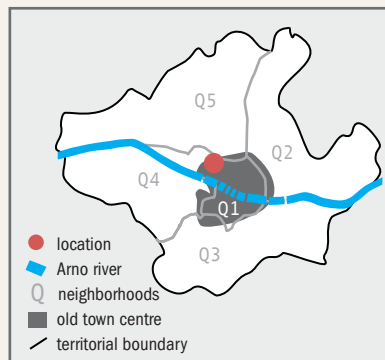 Q5
Q2
Q4
Q1
Q3
location
Arno river
Q neighborhoods
old town centre
territorial boundary